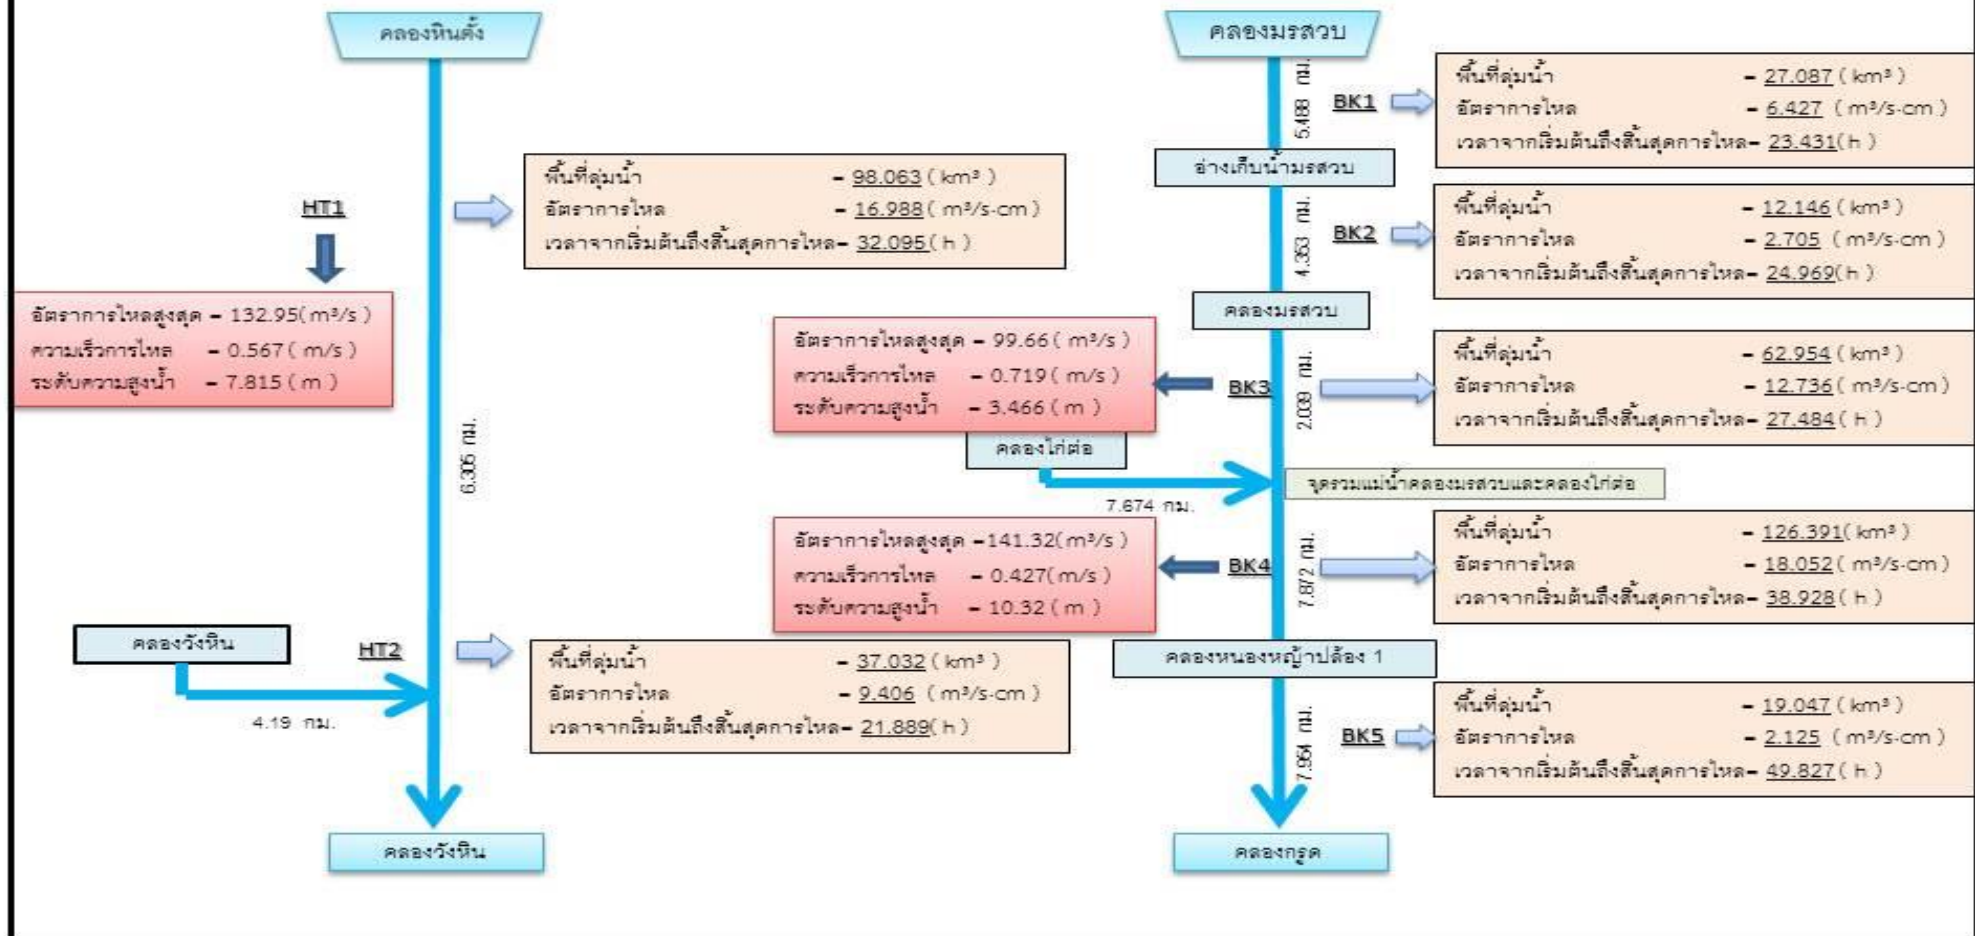 คลองหินตั้ง
HT1
พื้นที่ลุ่มน้ำ - 98.063 ( km³ )
อัตราการไหล - 16.988( m³/s-cm)
เวลาจากเริ่มต้นถึงสิ้นสุดการไหล- 32.095( h )
อัตราการไหลสูงสุด - 132.95(m³/s )
ความเร็วการไหล - 0.567 ( m/s )
ระดับความสูงน้ำ - 7.815 ( m )
6.305 กม.
คลองวังหิน
4.19 กม.
HT2
พื้นที่ลุ่มน้ำ - 37.032 ( km³ )
อัตราการไหล - 9.406 ( m³/s-cm )
เวลาจากเริ่มต้นถึงสิ้นสุดการไหล- 21.889( h )
คลองวังหิน
คลองมรสวบ
5.488 กม.
BK1
พื้นที่ลุ่มน้ำ - 27.087 ( km³ )
อัตราการไหล - 6.427 ( m³/s-cm )
เวลาจากเริ่มต้นถึงสิ้นสุดการไหล- 23.431(h )
อ่างเก็บน้ำมรสวบ
4.353 กม.
BK2
พื้นที่ลุ่มน้ำ - 12.146 ( km³ )
อัตราการไหล - 2.705 ( m³/s-cm )
เวลาจากเริ่มต้นถึงสิ้นสุดการไหล- 24.969(h )
คลองมรสวบ
อัตราการไหลสูงสุด - 99.66 ( m³/s )
ความเร็วการไหล - 0.719 ( m/s )
ระดับความสูงน้ำ - 3.466 ( m )
BK3
2.039 กม.
พื้นที่ลุ่มน้ำ - 62.954 ( km³ )
อัตราการไหล - 12.736 ( m³/s-cm )
เวลาจากเริ่มต้นถึงสิ้นสุดการไหล- 27.484( h )
คลองไก่ต่อ
7.674 กม.
จุดรวมแม่น้ำคลองมรสวบและคลองไก่ต่อ
อัตราการไหลสูงสุด -141.32(m³/s )
ความเร็วการไหล - 0.427(m/s )
ระดับความสูงน้ำ - 10.32 ( m )
BK4
7.872 กม.
พื้นที่ลุ่มน้ำ - 126.391( km³ )
อัตราการไหล - 18.052( m³/s-cm )
เวลาจากเริ่มต้นถึงสิ้นสุดการไหล- 38.928( h )
คลองหนองหญ้าปล้อง 1
7.954 กม.
BK5
พื้นที่ลุ่มน้ำ - 19.047 ( km³ )
อัตราการไหล - 2.125 ( m³/s-cm )
เวลาจากเริ่มต้นถึงสิ้นสุดการไหล- 49.827( h )
คลองกรูด